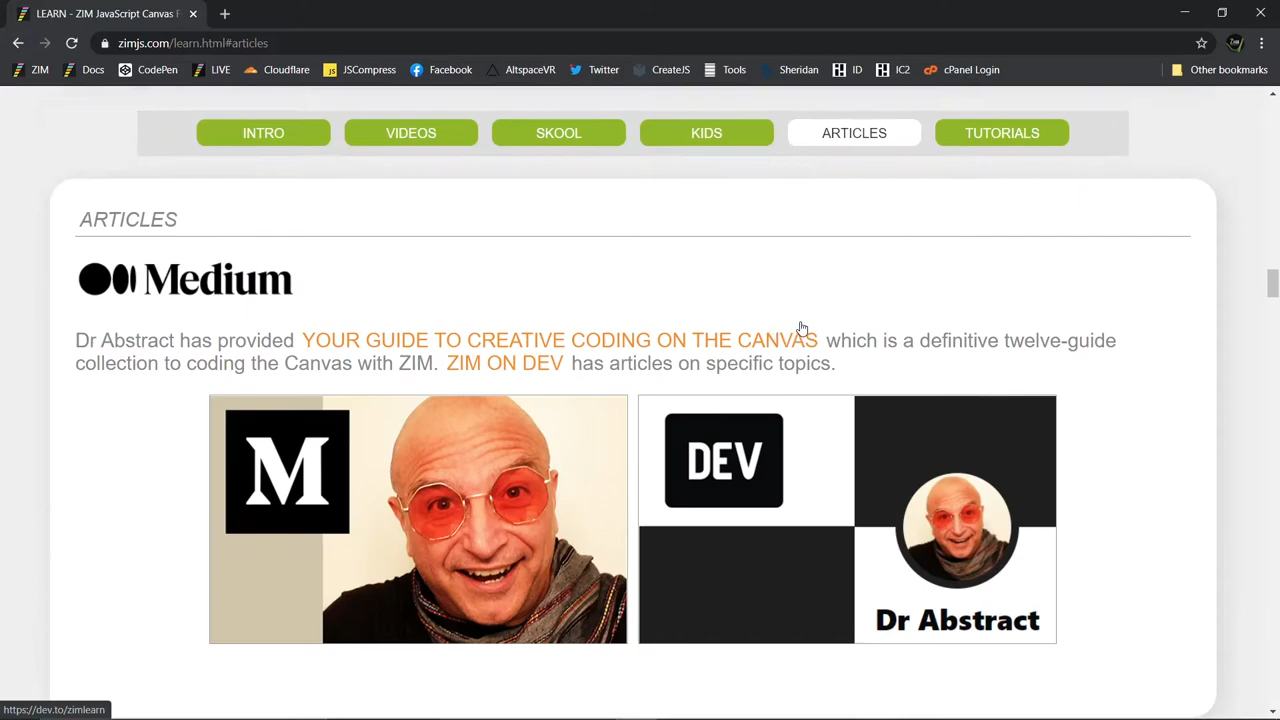 LEARN - ZIM JavaScript Canvas F
zimjs.com/learn.html#articles
ZIM Docs CodePen LIVE Cloudflare JSCompress Facebook AltspaceVR Twitter CreateJS Tools Sheridan ID IC2 cPanel Login Other bookmarks
INTRO VIDEOS SKOOL KIDS ARTICLES TUTORIALS
ARTICLES
Medium
Dr Abstract has provided YOUR GUIDE TO CREATIVE CODING ON THE CANVAS which is a definitive twelve-guide
collection to coding the Canvas with ZIM. ZIM ON DEV has articles on specific topics.
M
DEV
Dr Abstract
https://dev.to/zimlearn